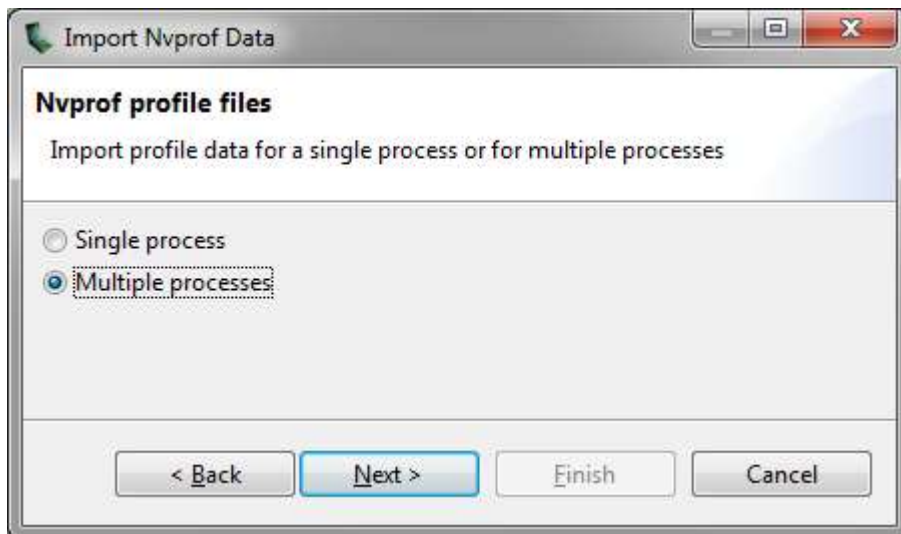 Import Nvprof Data
Nvprof profile files
Import profile data for a single process or for multiple processes
Single process
Multiple processes
< Back Next > Finish Cancel